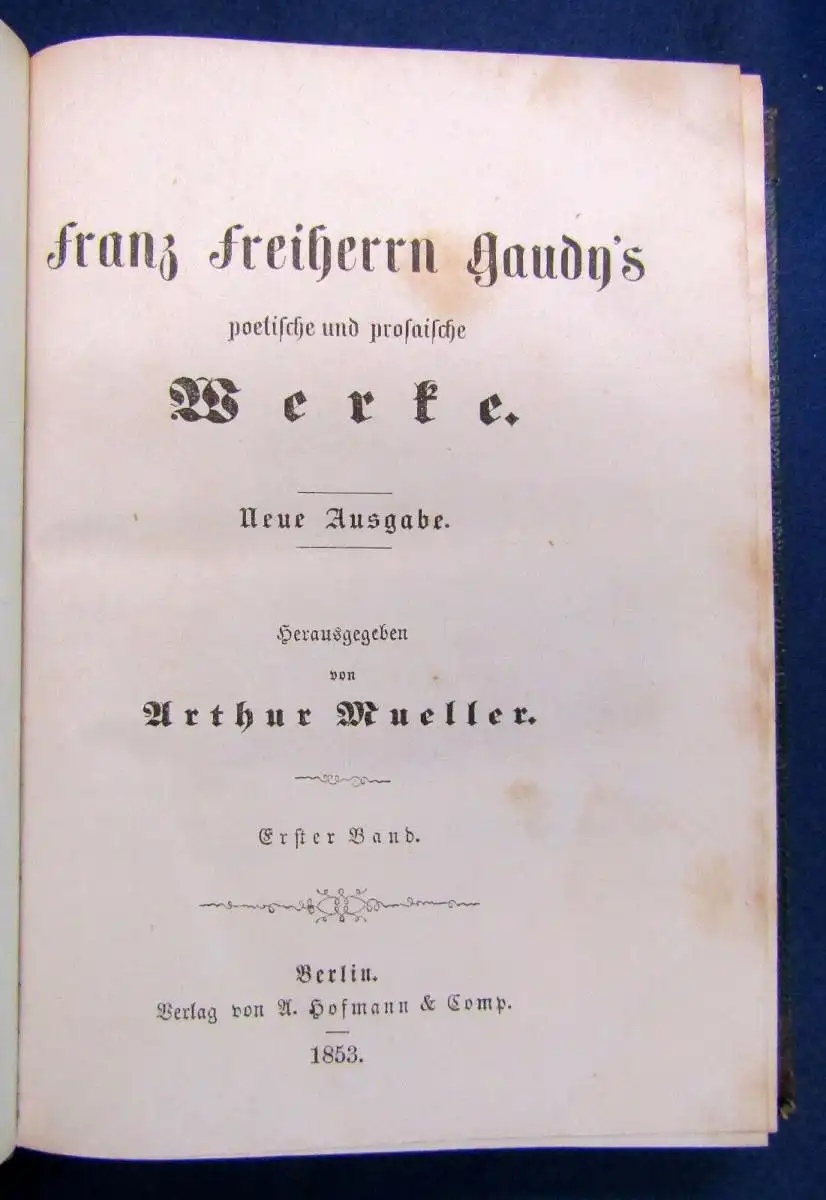 Franz Freiherrn Gaudy's
poetische und prosaische
Werke.
Neue Ausgabe.
Herausgegeben
von
Arthur Mueller.
Erster Band.
Berlin.
Verlag von A. Hofmann & Comp.
1853.